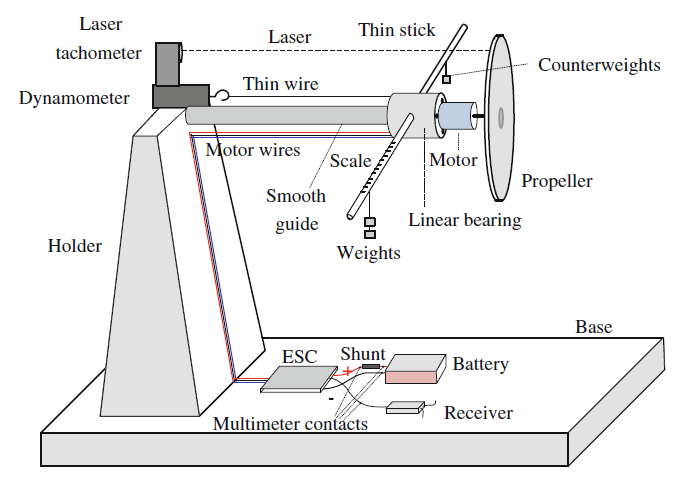 Laser
tachometer
Laser
Thin stick
Counterweights
Dynamometer
Thin wire
Motor wires
Scale
Motor
Propeller
Smooth
guide
Linear bearing
Holder
Weights
Base
ESC
Shunt
Battery
+
-
Receiver
Multimeter contacts